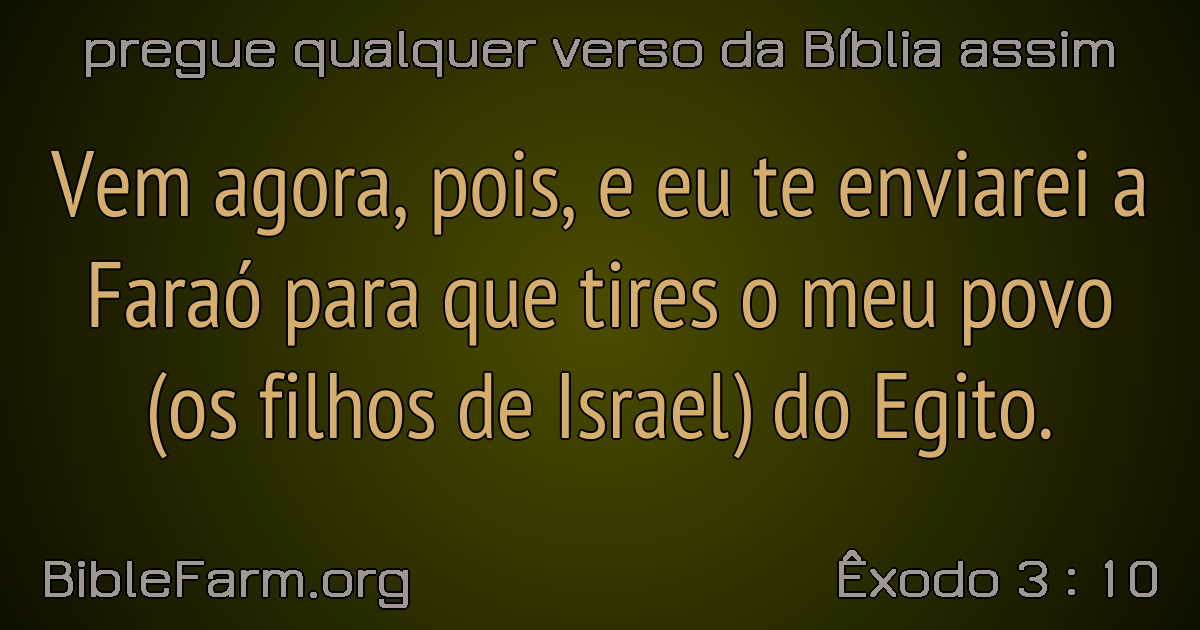 pregue qualquer verso da Bíblia assim
Vem agora, pois, e eu te enviarei a
Faraó para que tires o meu povo
(os filhos de Israel) do Egito.
BibleFarm.org
Êxodo 3 : 10